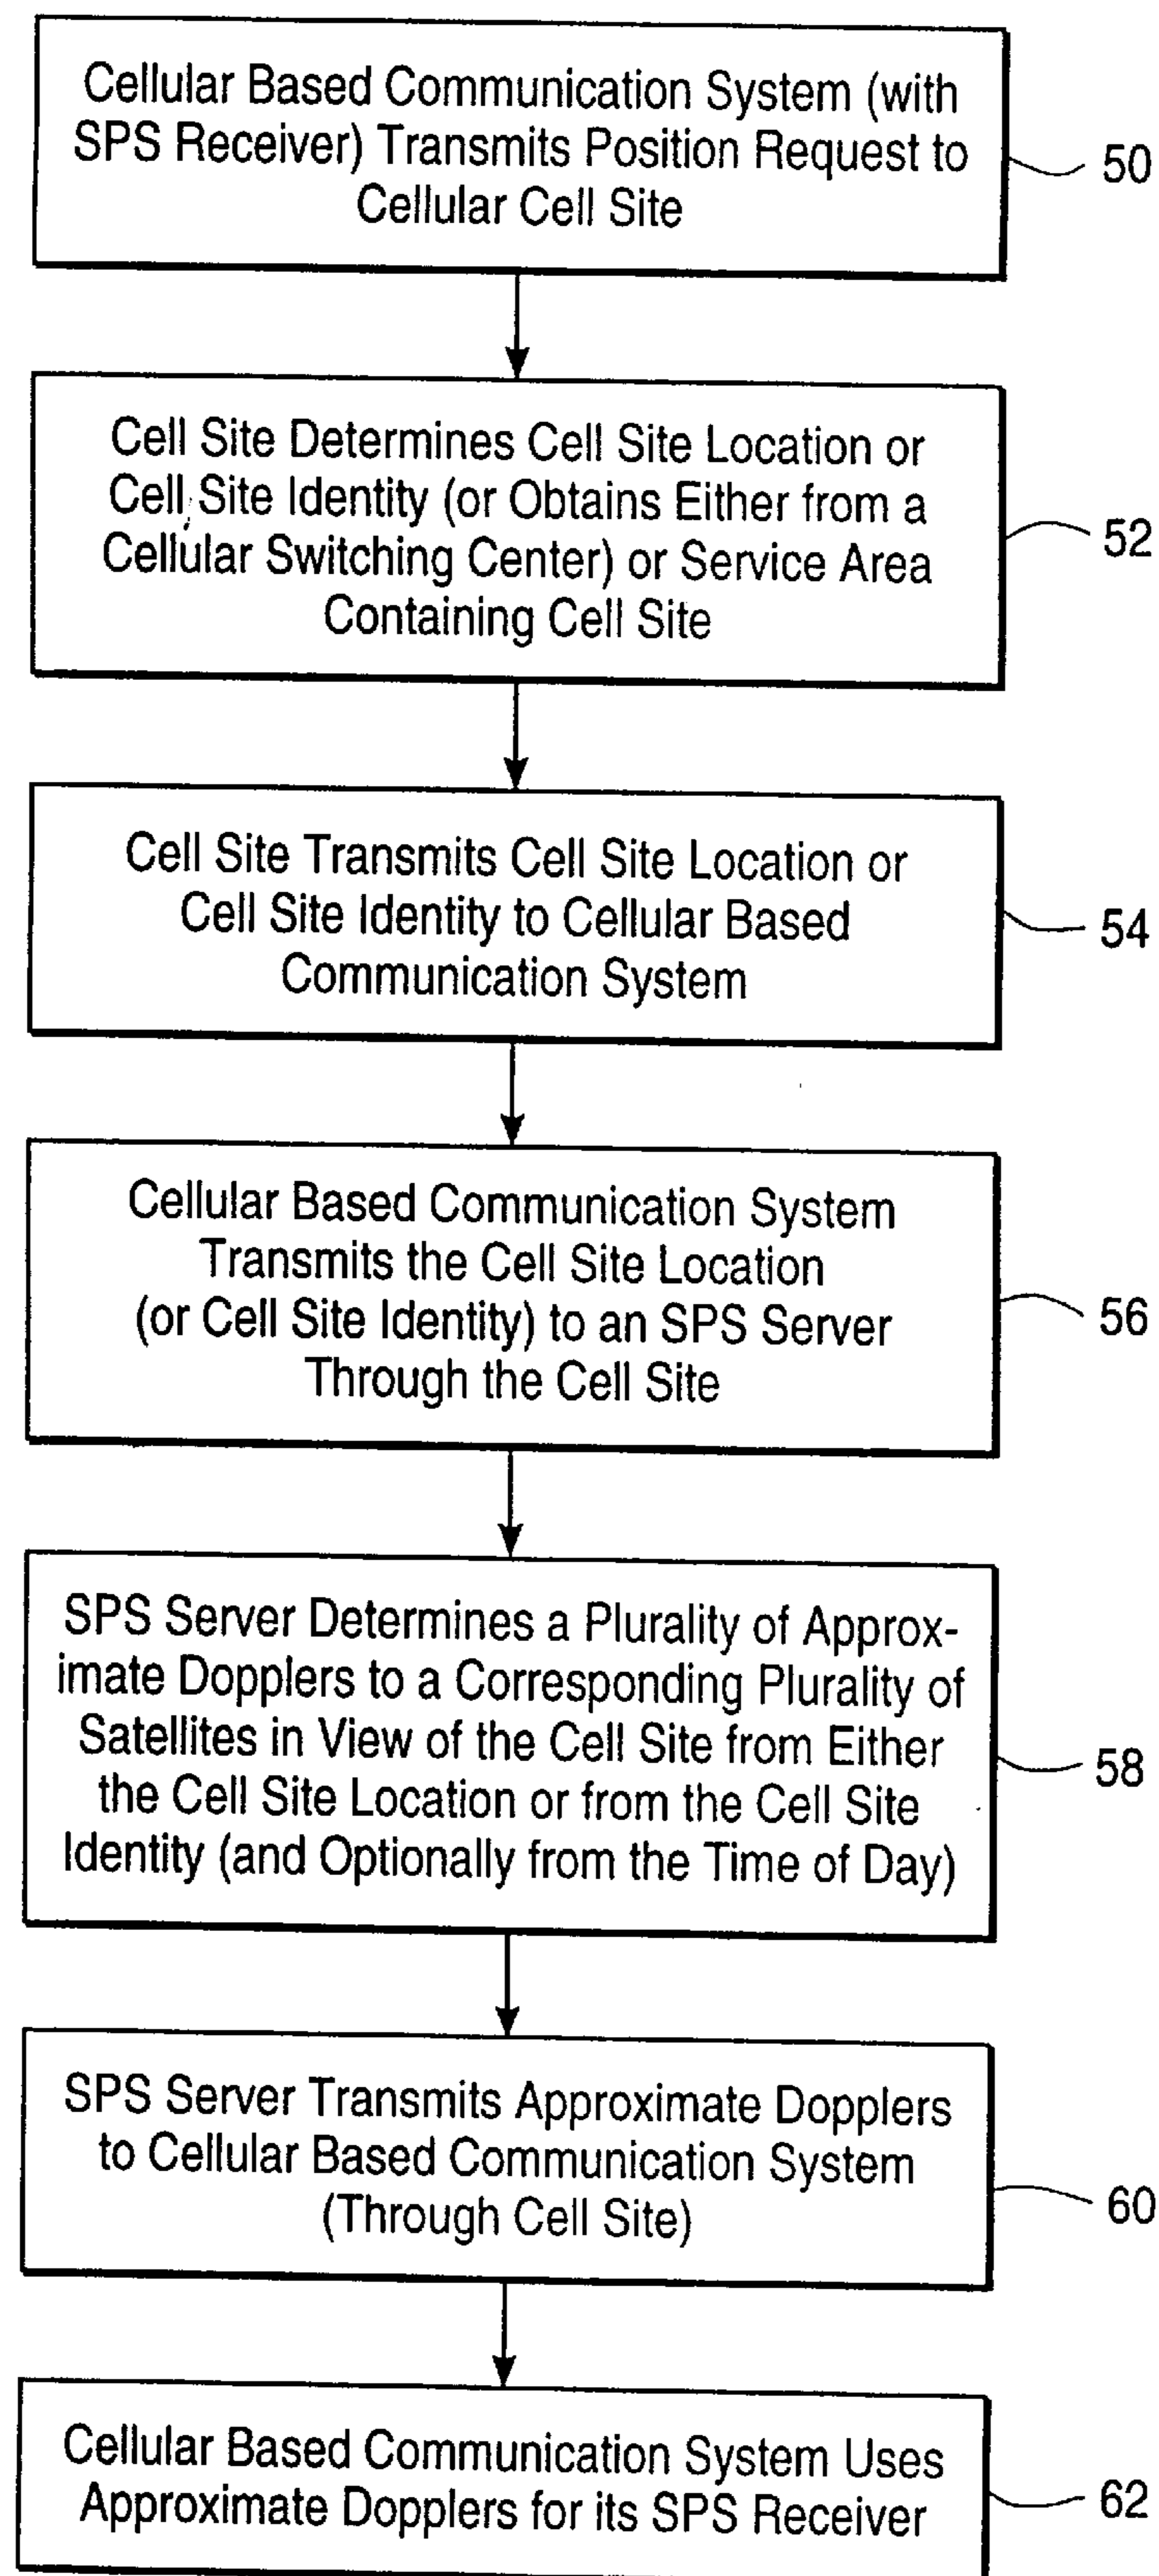 Cellular Based Communication System (with
SPS Receiver) Transmits Position Request to
Cellular Cell Site
50
Cell Site Determines Cell Site Location or
Cell Site Identity (or Obtains Either from a
Cellular Switching Center) or Service Area
Containing Cell Site
52
Cell Site Transmits Cell Site Location or
Cell Site Identity to Cellular Based
Communication System
54
Cellular Based Communication System
Transmits the Cell Site Location
(or Cell Site Identity) to an SPS Server
Through the Cell Site
56
SPS Server Determines a Plurality of Approx-
imate Dopplers to a Corresponding Plurality of
Satellites in View of the Cell Site from Either
the Cell Site Location or from the Cell Site
Identity (and Optionally from the Time of Day)
58
SPS Server Transmits Approximate Dopplers
to Cellular Based Communication System
(Through Cell Site)
60
Cellular Based Communication System Uses
Approximate Dopplers for its SPS Receiver
62